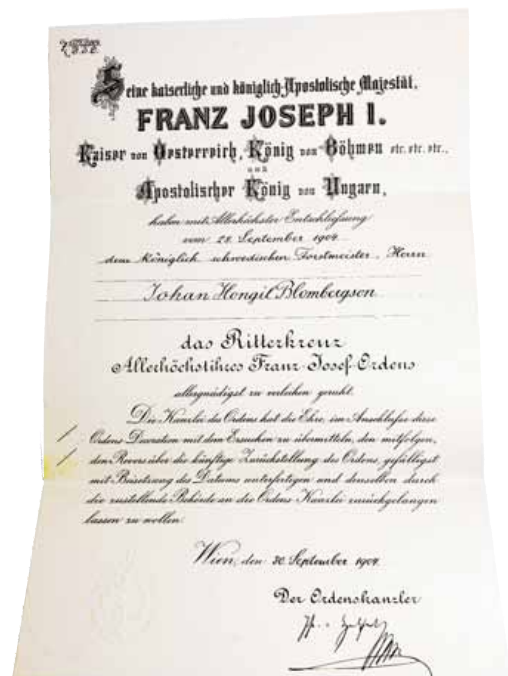 Seine kaiserliche und königlich-Apostolische Majestät,
FRANZ JOSEPH I.
Kaiser von Oesterreich, König von Böhmen etc. etc. etc.,
und
Apostolischer König von Ungarn,
haben mit Allerhöchster Entschließung
vom 28. September 1904
dem königlich schwedischen Forstmeister, Herrn
Johan Hengil Blombergson
das Ritterkreuz
Allerhöchstihres Franz-Josef-Ordens
allergnädigst zu verleihen geruht.
Die Kanzlei des Ordens hat die Ehre, im Anschlusse diese
Ordens-Decoration mit dem Ersuchen zu übermitteln, den mitfolgen,
den Revers über die künftige Zurückstellung des Ordens, gefälligst
mit Beisetzung des Datums unterfertigen und denselben durch
die zustellende Behörde an die Ordens-Kanzlei zurückgelangen
lassen zu wollen.
Wien, den 30. September 1904.
Der Ordenskanzler